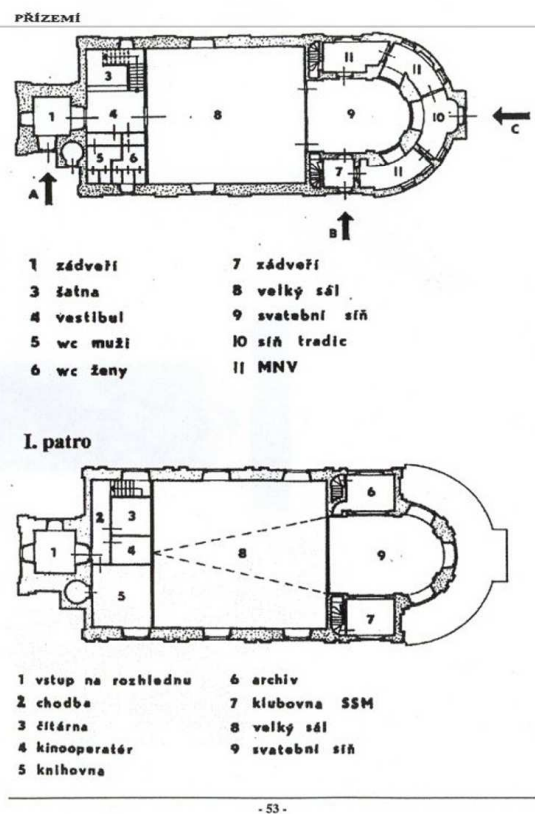 PŘÍZEMÍ
3 11 11
1 4 8 9 10 C
5 6 7 11
A
B
1 zádveří
3 šatna
4 vestibul
5 wc muži
6 wc ženy
7 zádveří
8 velký sál
9 svatební síň
10 síň tradic
11 MNV
I. patro
2 3 6
1 4 8 9
5 7
1 vstup na rozhlednu
2 chodba
3 čítárna
4 kinooperatér
5 knihovna
6 archiv
7 klubovna SSM
8 velký sál
9 svatební síň
- 53 -